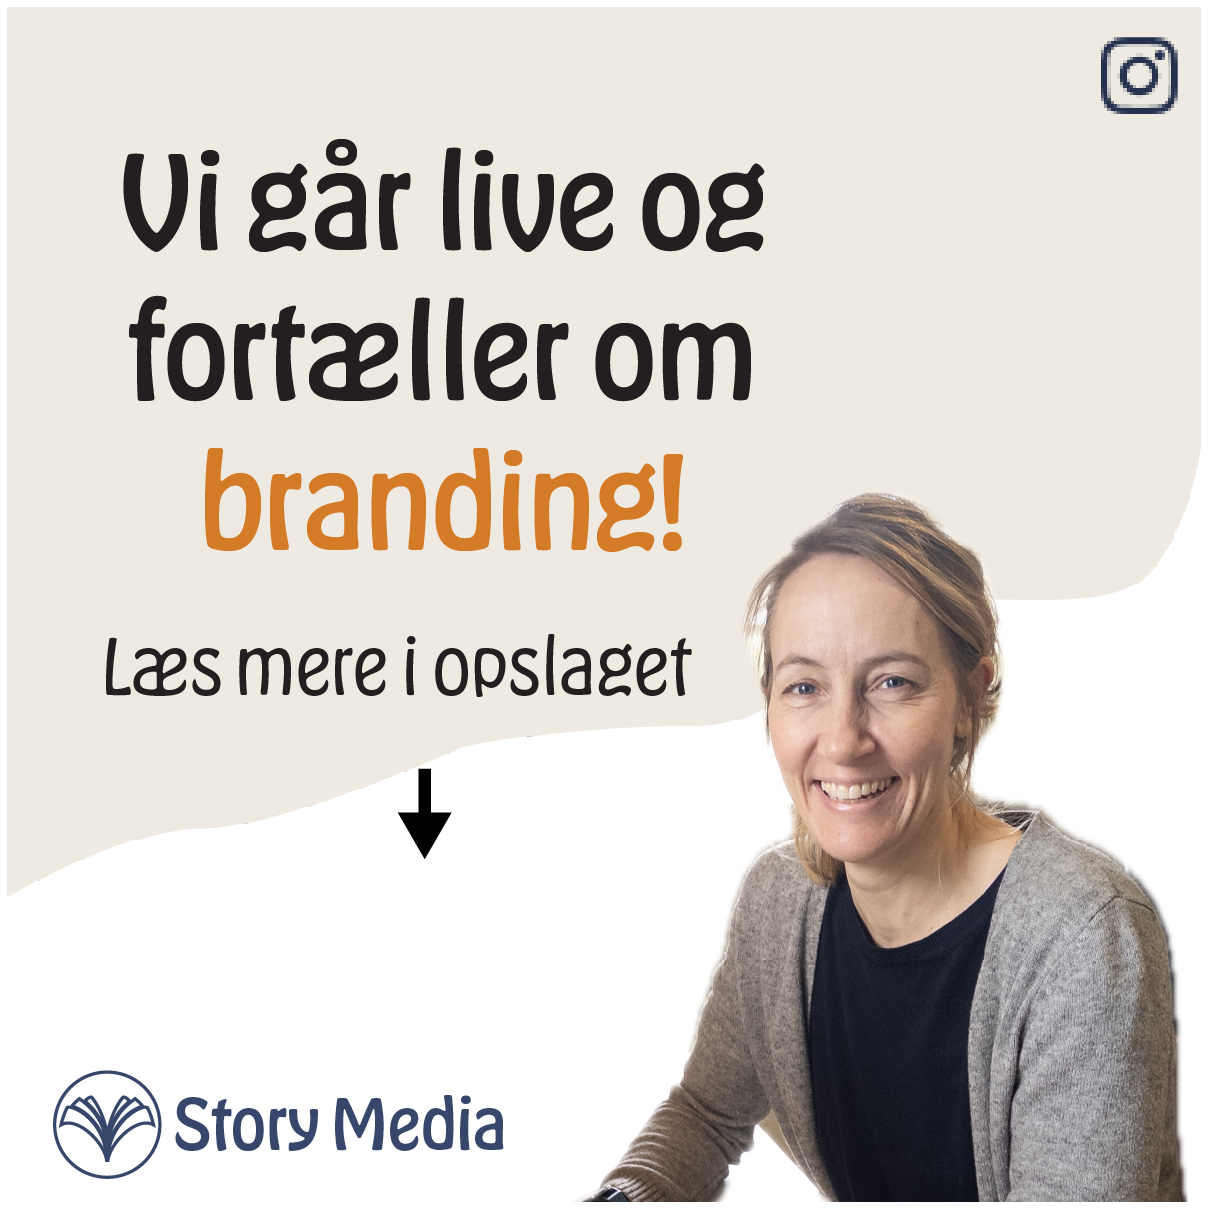 Vi går live og
fortæller om
branding!
Læs mere i opslaget
Story Media